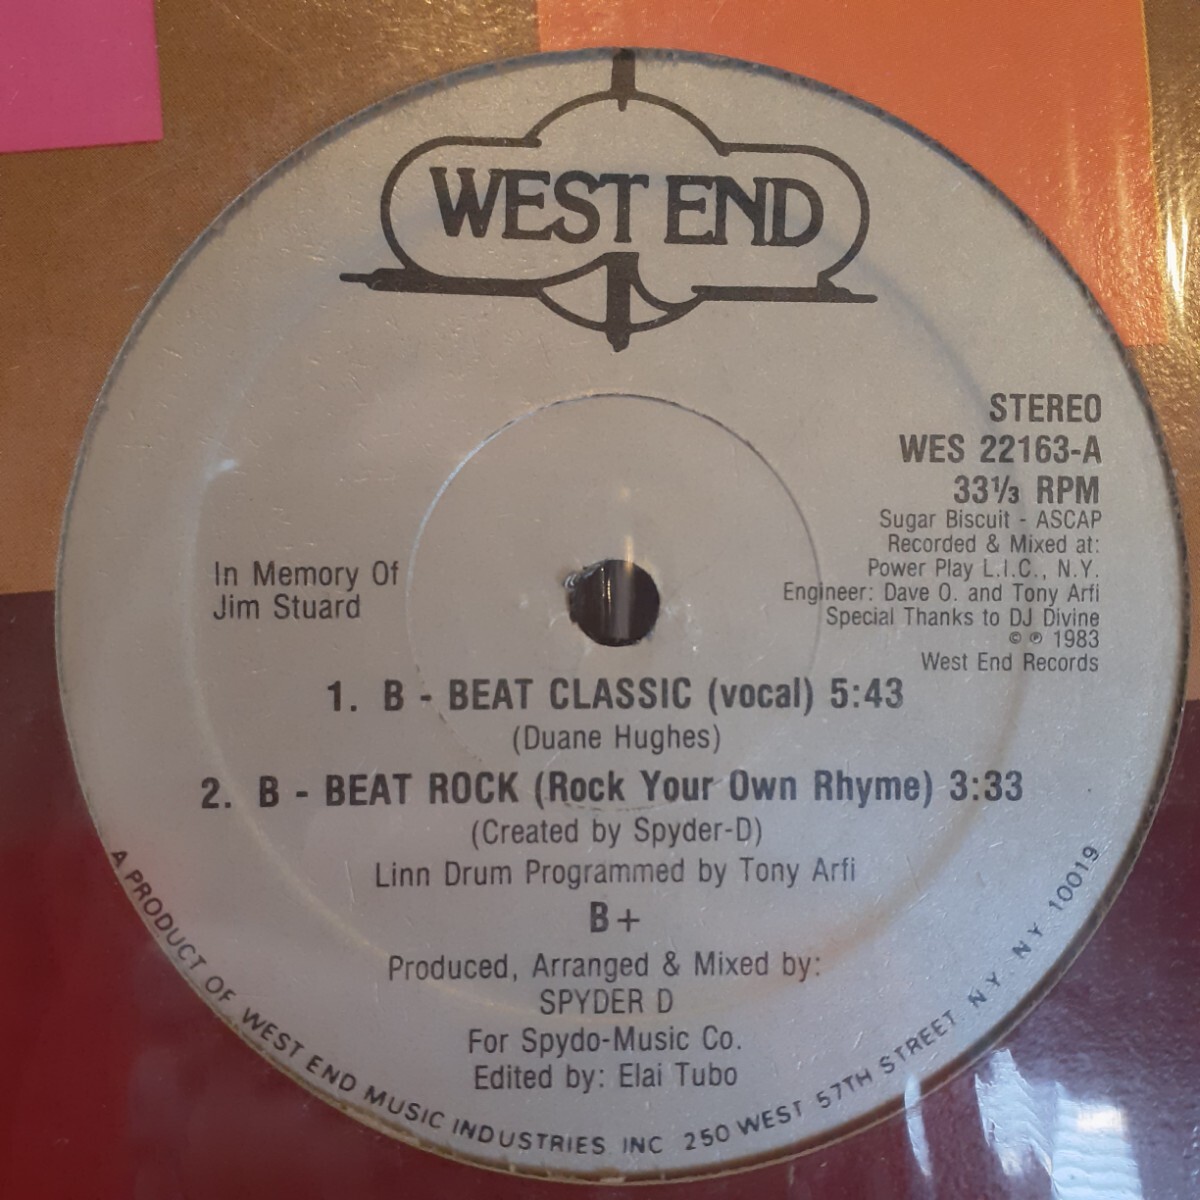 WEST END
STEREO
WES 22163-A
33⅓ RPM
Sugar Biscuit - ASCAP
Recorded & Mixed at:
Power Play L.I.C., N.Y.
Engineer: Dave O. and Tony Arfi
Special Thanks to DJ Divine
© ℗ 1983
West End Records
In Memory Of
Jim Stuard
1. B - BEAT CLASSIC (vocal) 5:43
(Duane Hughes)
2. B - BEAT ROCK (Rock Your Own Rhyme) 3:33
(Created by Spyder-D)
Linn Drum Programmed by Tony Arfi
B+
Produced, Arranged & Mixed by:
SPYDER D
For Spydo-Music Co.
Edited by: Elai Tubo
A PRODUCT OF WEST END MUSIC INDUSTRIES INC 250 WEST 57TH STREET N.Y. NY 10019